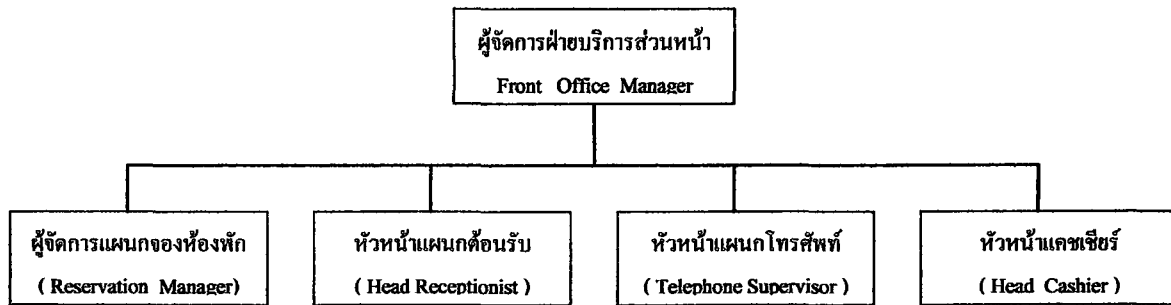 ผู้จัดการฝ่ายบริการส่วนหน้า
Front Office Manager
ผู้จัดการแผนกจองห้องพัก
( Reservation Manager)
หัวหน้าแผนกต้อนรับ
( Head Receptionist )
หัวหน้าแผนกโทรศัพท์
( Telephone Supervisor )
หัวหน้าแคชเชียร์
( Head Cashier )